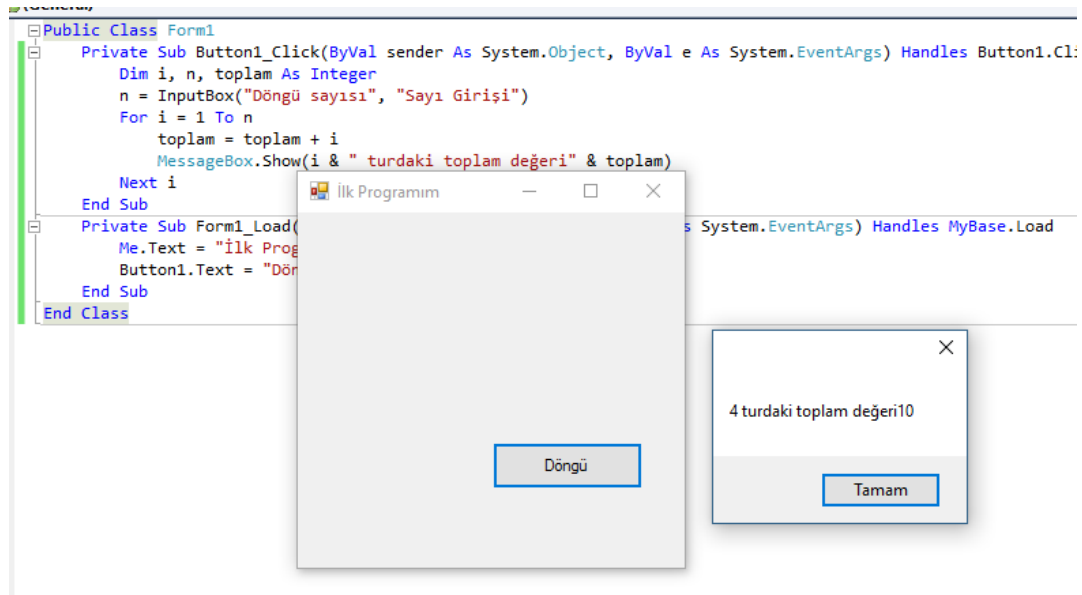 Public Class Form1
Private Sub Button1_Click(ByVal sender As System.Object, ByVal e As System.EventArgs) Handles Button1.Cli
Dim i, n, toplam As Integer
n = InputBox("Döngü sayısı", "Sayı Girişi")
For i = 1 To n
toplam = toplam + i
MessageBox.Show(i & " turdaki toplam değeri" & toplam)
Next i
End Sub
Private Sub Form1_Load( s System.EventArgs) Handles MyBase.Load
Me.Text = "İlk Prog
Button1.Text = "Dön
End Sub
End Class
İlk Programım
Döngü
4 turdaki toplam değeri10
Tamam